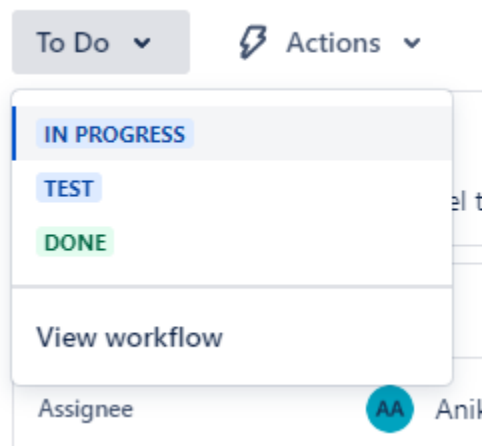 To Do
Actions
IN PROGRESS
TEST
DONE
View workflow
Assignee
AA